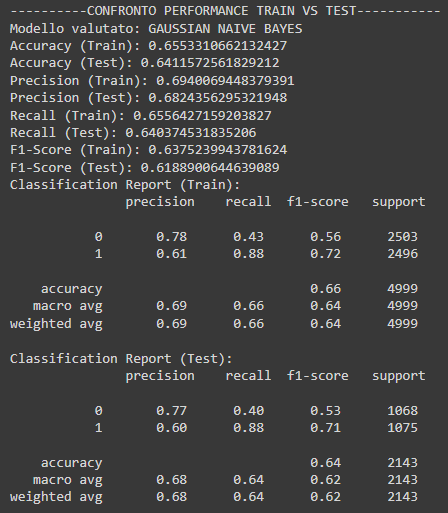 ----------CONFRONTO PERFORMANCE TRAIN VS TEST-----------
Modello valutato: GAUSSIAN NAIVE BAYES
Accuracy (Train): 0.6553310662132427
Accuracy (Test): 0.6411572561829212
Precision (Train): 0.6940069448379391
Precision (Test): 0.6824356295321948
Recall (Train): 0.6556427159203827
Recall (Test): 0.640374531835206
F1-Score (Train): 0.6375239943781624
F1-Score (Test): 0.6188900644639089
Classification Report (Train):
precision recall f1-score support
0 0.78 0.43 0.56 2503
1 0.61 0.88 0.72 2496
accuracy 0.66 4999
macro avg 0.69 0.66 0.64 4999
weighted avg 0.69 0.66 0.64 4999
Classification Report (Test):
precision recall f1-score support
0 0.77 0.40 0.53 1068
1 0.60 0.88 0.71 1075
accuracy 0.64 2143
macro avg 0.68 0.64 0.62 2143
weighted avg 0.68 0.64 0.62 2143